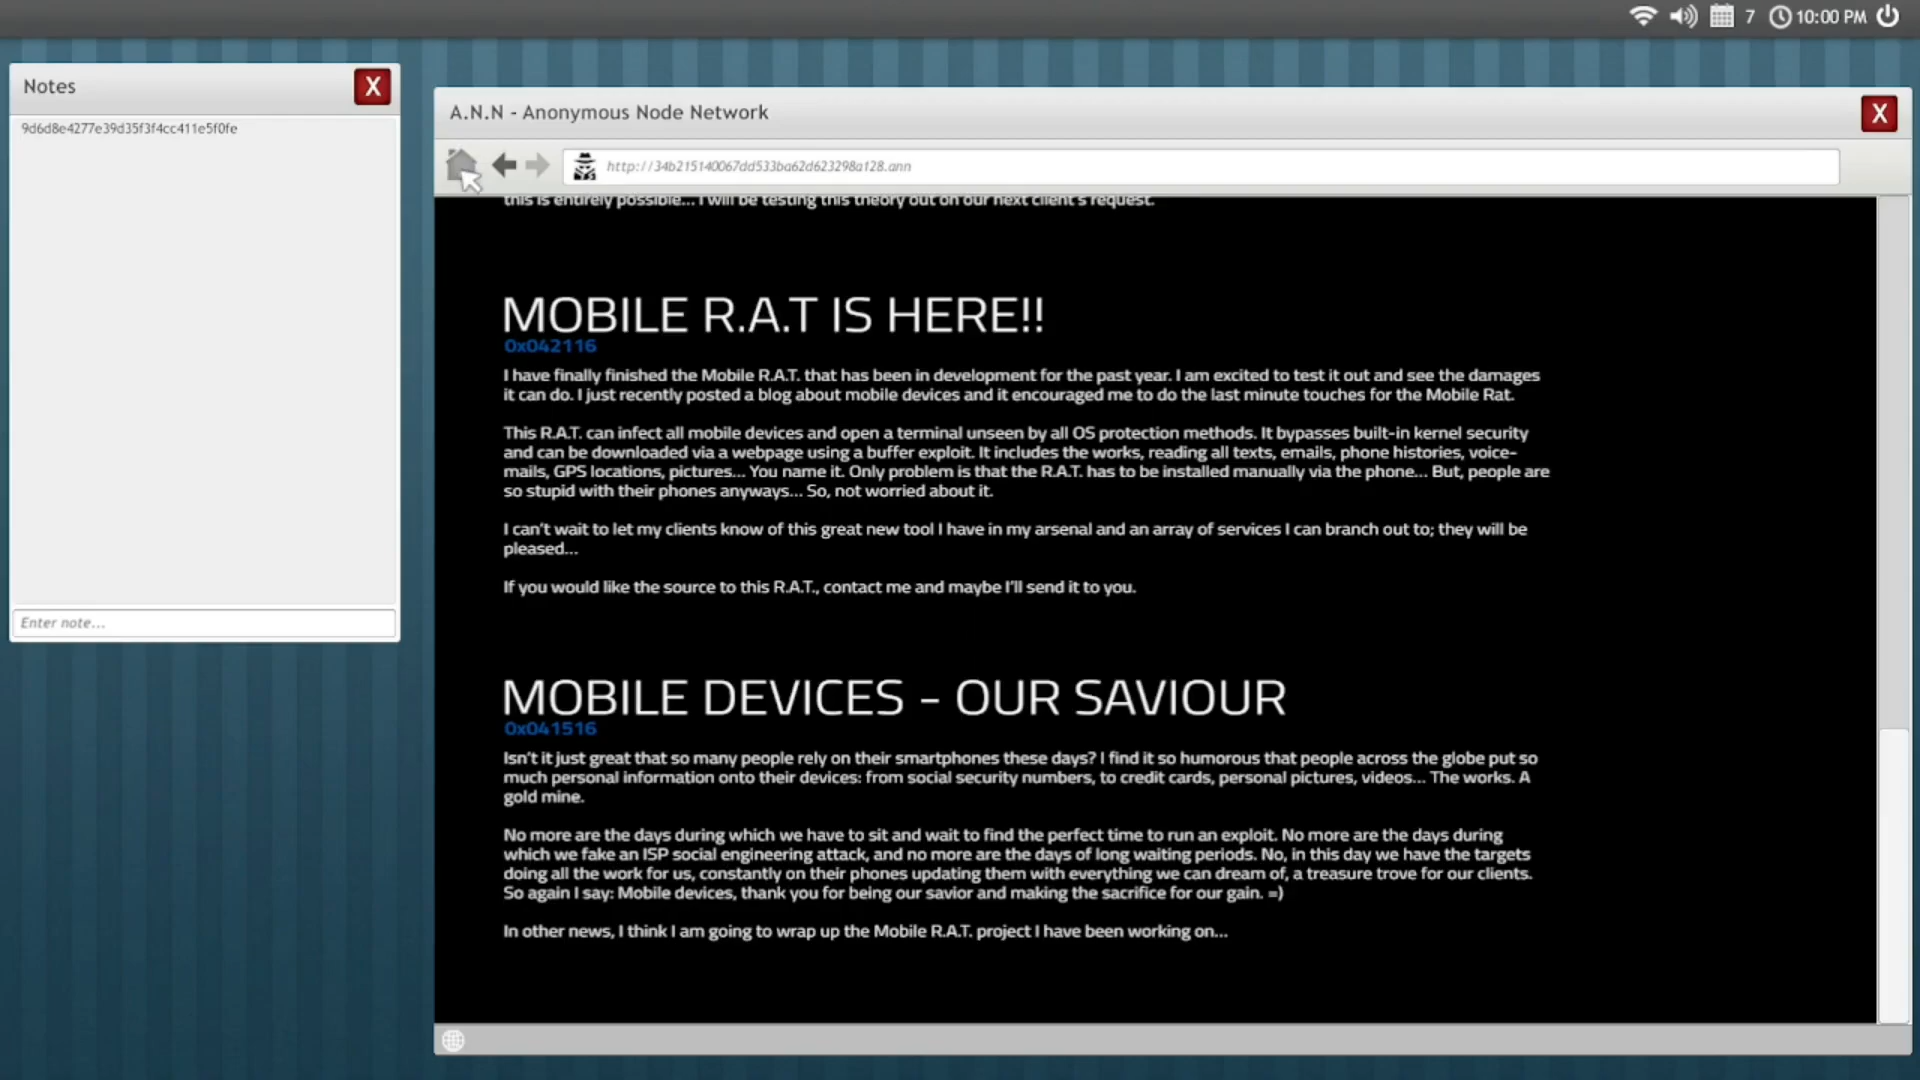 7 10:00 PM
Notes
X
9d6d8e4277e39d35f3f4cc411e5f0fe
Enter note...
A.N.N - Anonymous Node Network
X
http://34b215140067dd533ba62d623298a128.ann
this is entirely possible... I will be testing this theory out on our next client's request.
MOBILE R.A.T IS HERE!!
0x042116
I have finally finished the Mobile R.A.T. that has been in development for the past year. I am excited to test it out and see the damages
it can do. I just recently posted a blog about mobile devices and it encouraged me to do the last minute touches for the Mobile Rat.
This R.A.T. can infect all mobile devices and open a terminal unseen by all OS protection methods. It bypasses built-in kernel security
and can be downloaded via a webpage using a buffer exploit. It includes the works, reading all texts, emails, phone histories, voice-
mails, GPS locations, pictures... You name it. Only problem is that the R.A.T. has to be installed manually via the phone... But, people are
so stupid with their phones anyways... So, not worried about it.
I can't wait to let my clients know of this great new tool I have in my arsenal and an array of services I can branch out to; they will be
pleased...
If you would like the source to this R.A.T., contact me and maybe I'll send it to you.
MOBILE DEVICES - OUR SAVIOUR
0x041516
Isn't it just great that so many people rely on their smartphones these days? I find it so humorous that people across the globe put so
much personal information onto their devices: from social security numbers, to credit cards, personal pictures, videos... The works. A
gold mine.
No more are the days during which we have to sit and wait to find the perfect time to run an exploit. No more are the days during
which we fake an ISP social engineering attack, and no more are the days of long waiting periods. No, in this day we have the targets
doing all the work for us, constantly on their phones updating them with everything we can dream of, a treasure trove for our clients.
So again I say: Mobile devices, thank you for being our savior and making the sacrifice for our gain. =)
In other news, I think I am going to wrap up the Mobile R.A.T. project I have been working on...